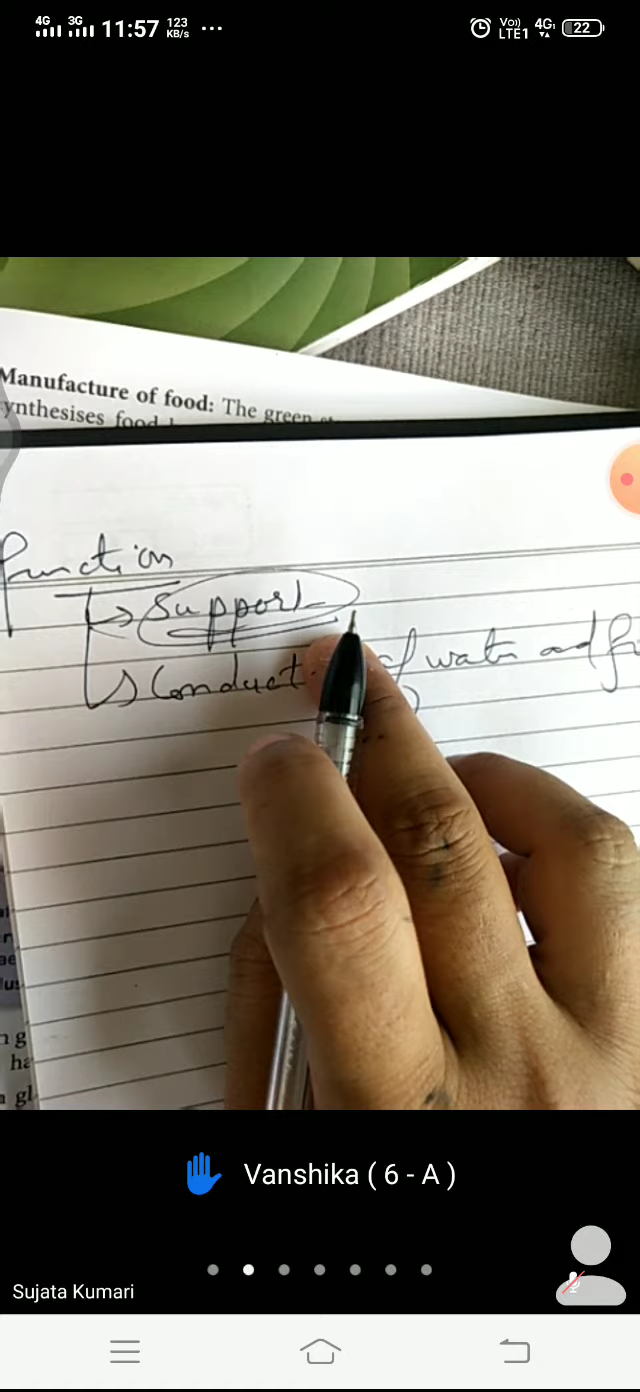 4G 3G 11:57 123 KB/s ... Vo)) LTE1 4G 22
Manufacture of food: The green
ynthesises food
function
→ Support
→ Conduct of water and
Vanshika ( 6 - A )
Sujata Kumari